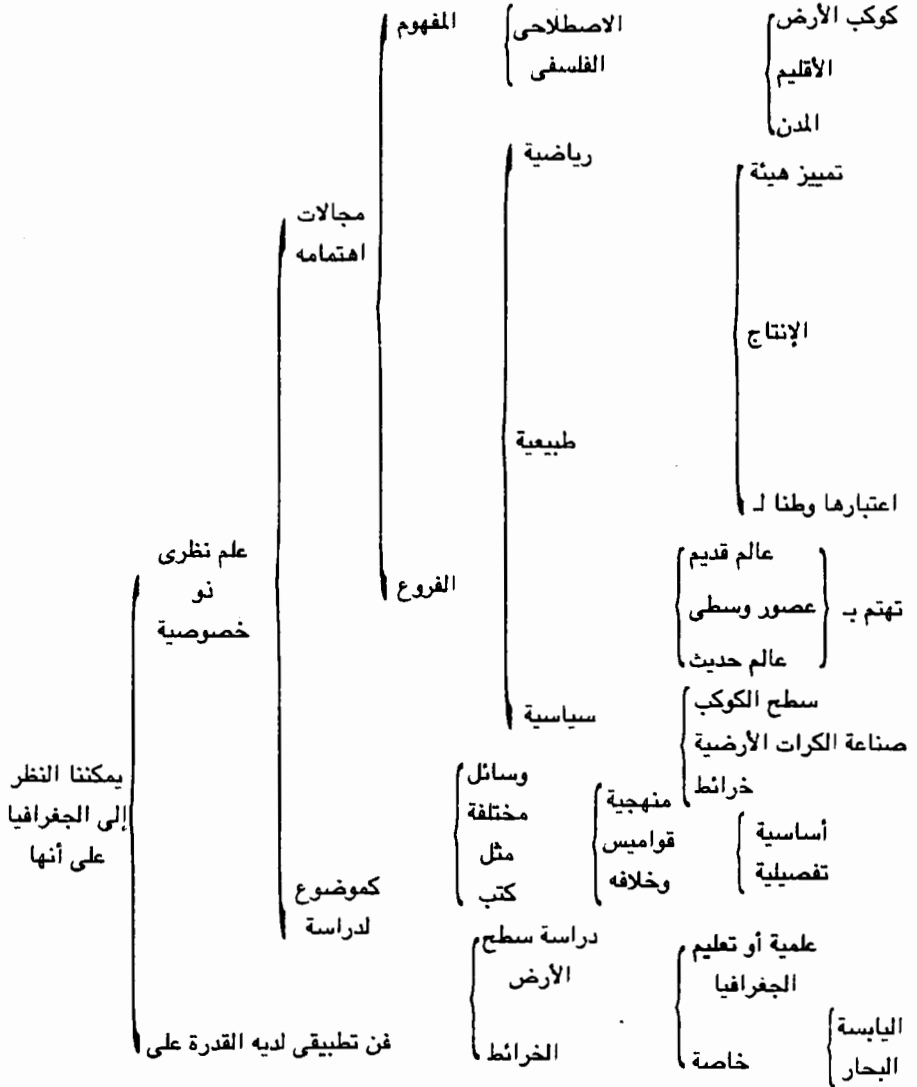 يمكننا النظر
إلى الجغرافيا
على أنها
علم نظرى
نو
خصوصية
مجالات
اهتمامه
المفهوم
الاصطلاحى
الفلسفى
كوكب الأرض
الأقليم
المدن
الفروع
رياضية
تمييز هيئة
الإنتاج
اعتبارها وطنا لـ
طبيعية
سياسية
تهتم بـ
عالم قديم
عصور وسطى
عالم حديث
كموضوع
لدراسة
وسائل
مختلفة
مثل
كتب
منهجية
قواميس
وخلافه
سطح الكوكب
صناعة الكرات الأرضية
خرائط
أساسية
تفصيلية
فن تطبيقى لديه القدرة على
دراسة سطح
الأرض
الخرائط
علمية أو تعليم
الجغرافيا
خاصة
اليابسة
البحار